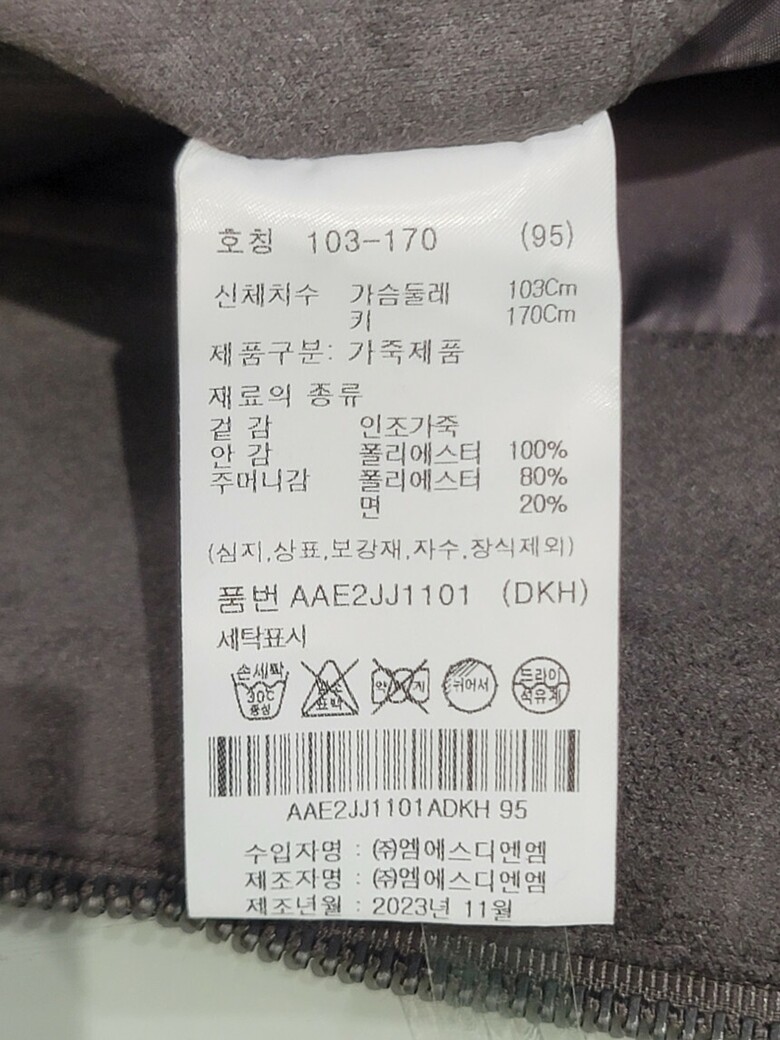 호칭 103-170 (95)
신체치수 가슴둘레 103Cm
키 170Cm
제품구분: 가죽제품
재료의 종류
겉 감 인조가죽
안 감 폴리에스터 100%
주머니감 폴리에스터 80%
면 20%
(심지,상표,보강재,자수,장식제외)
품번 AAE2JJ1101 (DKH)
세탁표시
손세탁 드라이
30℃ 표백 뉘어서 석유계
중성
AAE2JJ1101ADKH 95
수입자명 : ㈜엠에스디엔엠
제조자명 : ㈜엠에스디엔엠
제조년월 : 2023년 11월